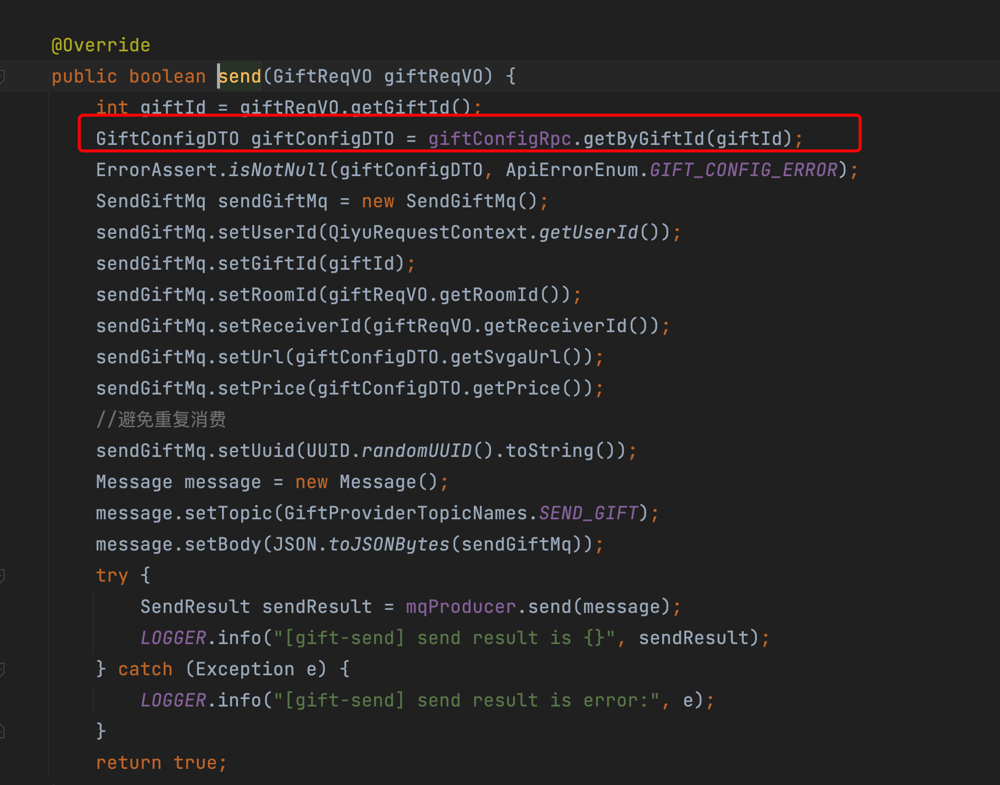 @Override
public boolean send(GiftReqVO giftReqVO) {
int giftId = giftReqVO.getGiftId();
GiftConfigDTO giftConfigDTO = giftConfigRpc.getByGiftId(giftId);
ErrorAssert.isNotNull(giftConfigDTO, ApiErrorEnum.GIFT_CONFIG_ERROR);
SendGiftMq sendGiftMq = new SendGiftMq();
sendGiftMq.setUserId(QiyuRequestContext.getUserId());
sendGiftMq.setGiftId(giftId);
sendGiftMq.setRoomId(giftReqVO.getRoomId());
sendGiftMq.setReceiverId(giftReqVO.getReceiverId());
sendGiftMq.setUrl(giftConfigDTO.getSvgaUrl());
sendGiftMq.setPrice(giftConfigDTO.getPrice());
//避免重复消费
sendGiftMq.setUuid(UUID.randomUUID().toString());
Message message = new Message();
message.setTopic(GiftProviderTopicNames.SEND_GIFT);
message.setBody(JSON.toJSONBytes(sendGiftMq));
try {
SendResult sendResult = mqProducer.send(message);
LOGGER.info("[gift-send] send result is {}", sendResult);
} catch (Exception e) {
LOGGER.info("[gift-send] send result is error:", e);
}
return true;